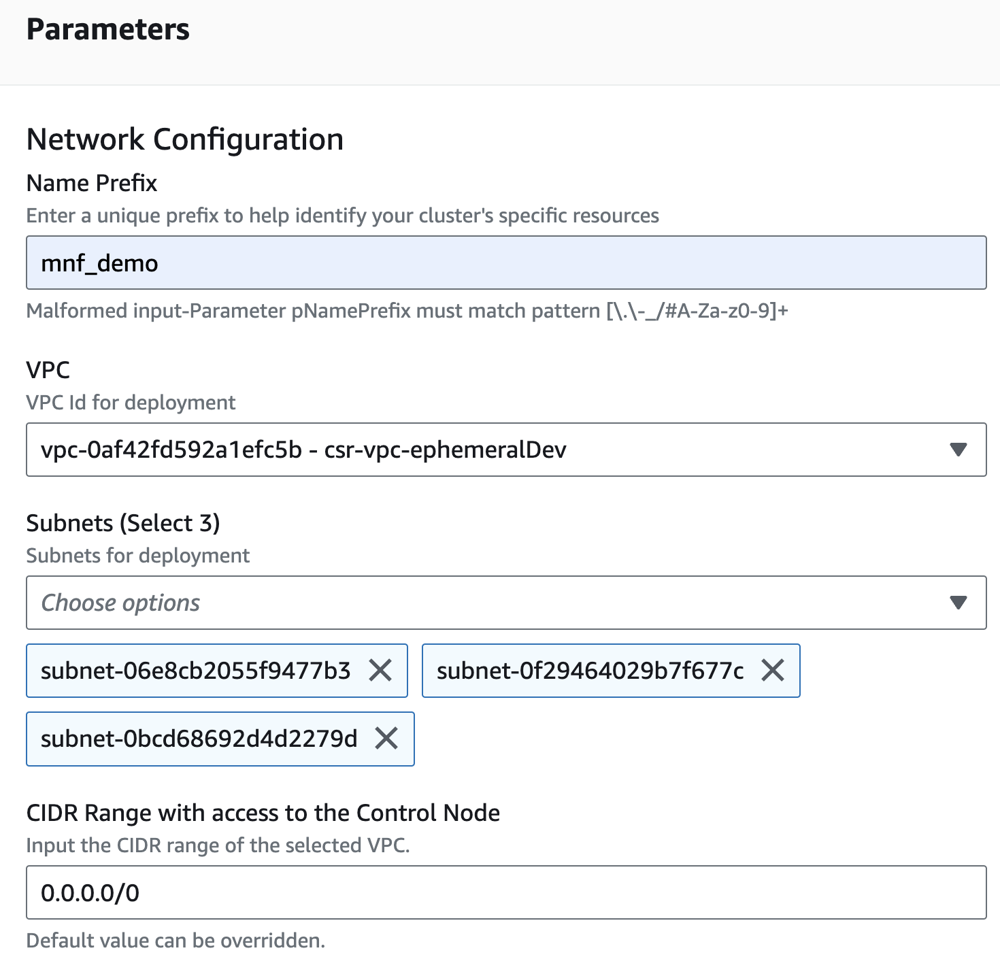 Parameters
Network Configuration
Name Prefix
Enter a unique prefix to help identify your cluster's specific resources
mnf_demo
Malformed input-Parameter pNamePrefix must match pattern [\.\-_/#A-Za-z0-9]+
VPC
VPC Id for deployment
vpc-0af42fd592a1efc5b - csr-vpc-ephemeralDev
Subnets (Select 3)
Subnets for deployment
Choose options
subnet-06e8cb2055f9477b3
subnet-0f29464029b7f677c
subnet-0bcd68692d4d2279d
CIDR Range with access to the Control Node
Input the CIDR range of the selected VPC.
0.0.0.0/0
Default value can be overridden.